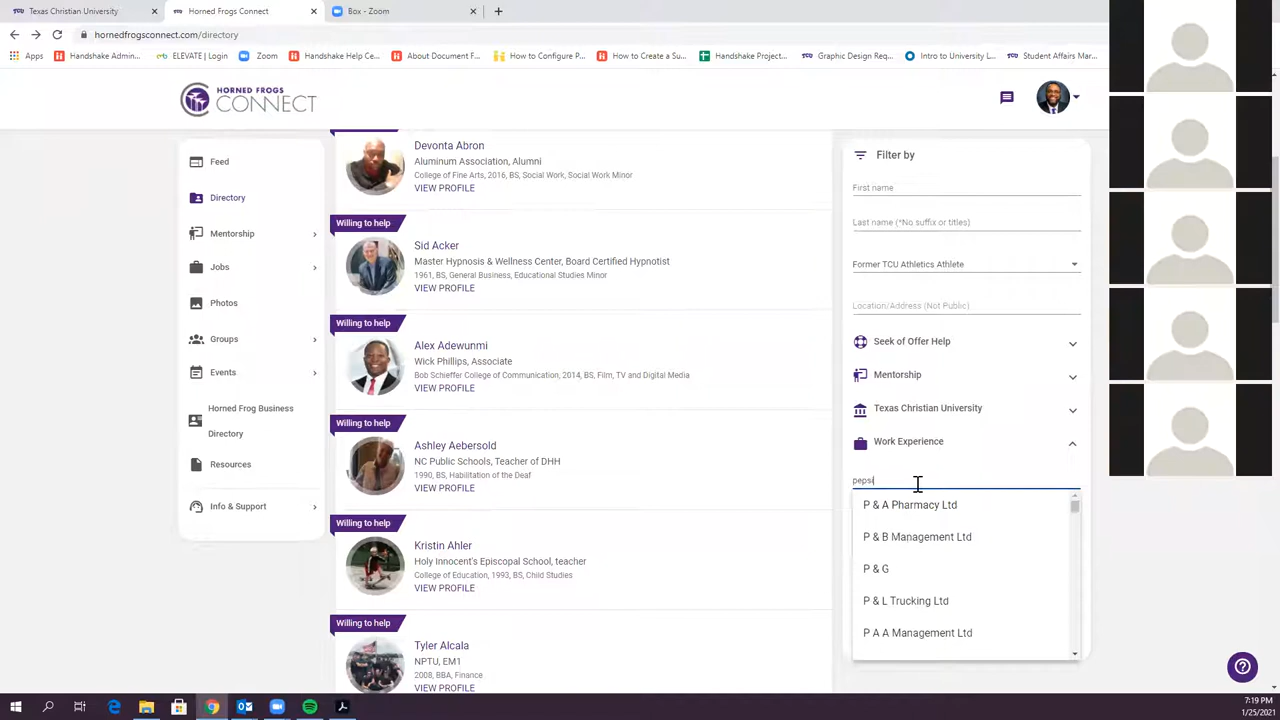 Texas Christian University
Horned Frogs Connect
Box - Zoom
hornedfrogsconnect.com/directory
Apps
Handshake Admin...
ELEVATE | Login
Zoom
Handshake Help Ce...
About Document F...
How to Configure P...
How to Create a Su...
Handshake Project...
Graphic Design Req...
Intro to University L...
Student Affairs Mar...
HORNED FROGS
CONNECT
Feed
Directory
Mentorship
Jobs
Photos
Groups
Events
Horned Frog Business
Directory
Resources
Info & Support
Devonta Abron
Aluminum Association, Alumni
College of Fine Arts, 2016, BS, Social Work, Social Work Minor
VIEW PROFILE
Willing to help
Sid Acker
Master Hypnosis & Wellness Center, Board Certified Hypnotist
1961, BS, General Business, Educational Studies Minor
VIEW PROFILE
Willing to help
Alex Adewunmi
Wick Phillips, Associate
Bob Schieffer College of Communication, 2014, BS, Film, TV and Digital Media
VIEW PROFILE
Willing to help
Ashley Aebersold
NC Public Schools, Teacher of DHH
1990, BS, Habilitation of the Deaf
VIEW PROFILE
Willing to help
Kristin Ahler
Holy Innocent's Episcopal School, teacher
College of Education, 1993, BS, Child Studies
VIEW PROFILE
Willing to help
Tyler Alcala
NPTU, EM1
2008, BBA, Finance
VIEW PROFILE
Filter by
First name
Last name (*No suffix or titles)
Former TCU Athletics Athlete
Location/Address (Not Public)
Seek of Offer Help
Mentorship
Texas Christian University
Work Experience
pepsi
P & A Pharmacy Ltd
P & B Management Ltd
P & G
P & L Trucking Ltd
P A A Management Ltd
7:19 PM
1/25/2021